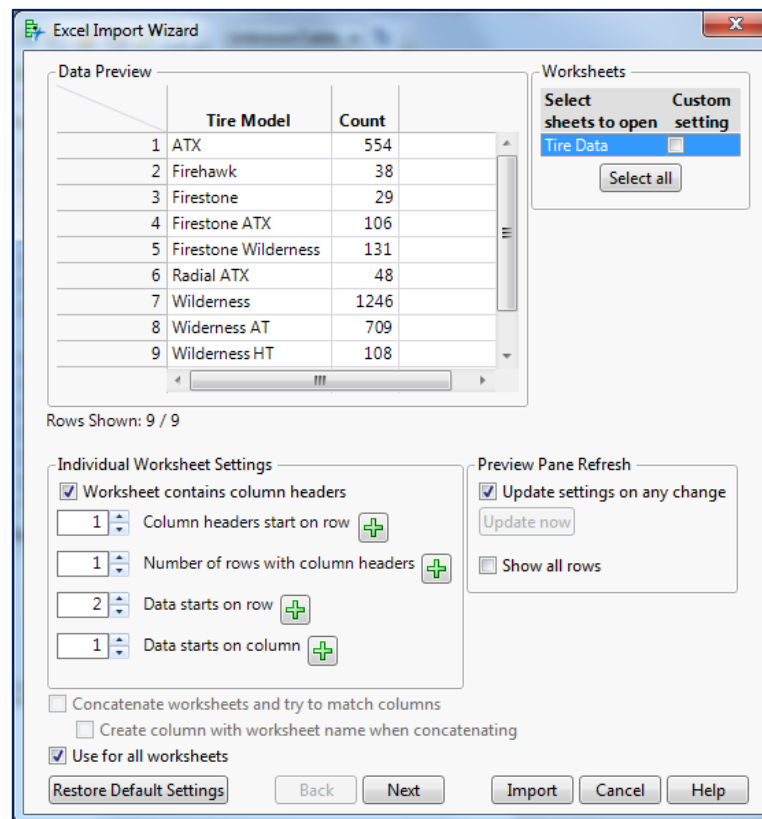 Excel Import Wizard
Data Preview
Tire Model Count
1 ATX 554
2 Firehawk 38
3 Firestone 29
4 Firestone ATX 106
5 Firestone Wilderness 131
6 Radial ATX 48
7 Wilderness 1246
8 Widerness AT 709
9 Wilderness HT 108
Rows Shown: 9 / 9
Worksheets
Select Custom
sheets to open setting
Tire Data
Select all
Individual Worksheet Settings
Worksheet contains column headers
1 Column headers start on row
1 Number of rows with column headers
2 Data starts on row
1 Data starts on column
Preview Pane Refresh
Update settings on any change
Update now
Show all rows
Concatenate worksheets and try to match columns
Create column with worksheet name when concatenating
Use for all worksheets
Restore Default Settings Back Next Import Cancel Help